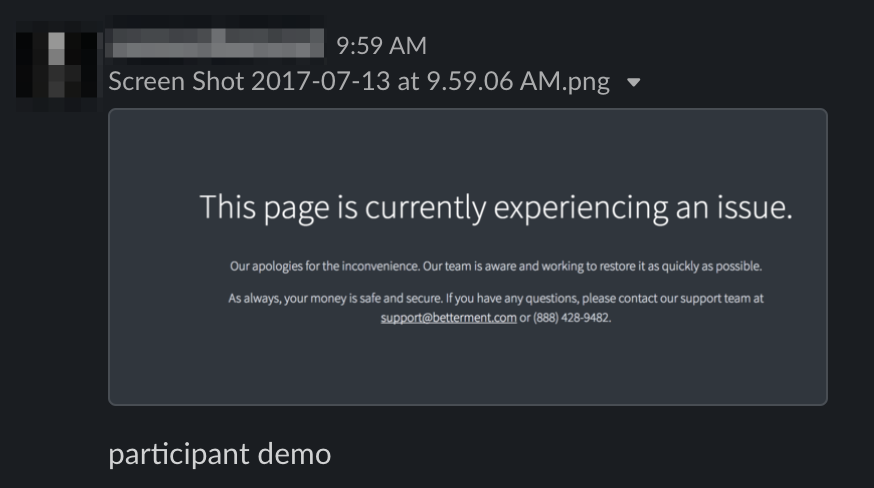 9:59 AM
Screen Shot 2017-07-13 at 9.59.06 AM.png
This page is currently experiencing an issue.
Our apologies for the inconvenience. Our team is aware and working to restore it as quickly as possible.
As always, your money is safe and secure. If you have any questions, please contact our support team at
support@betterment.com or (888) 428-9482.
participant demo